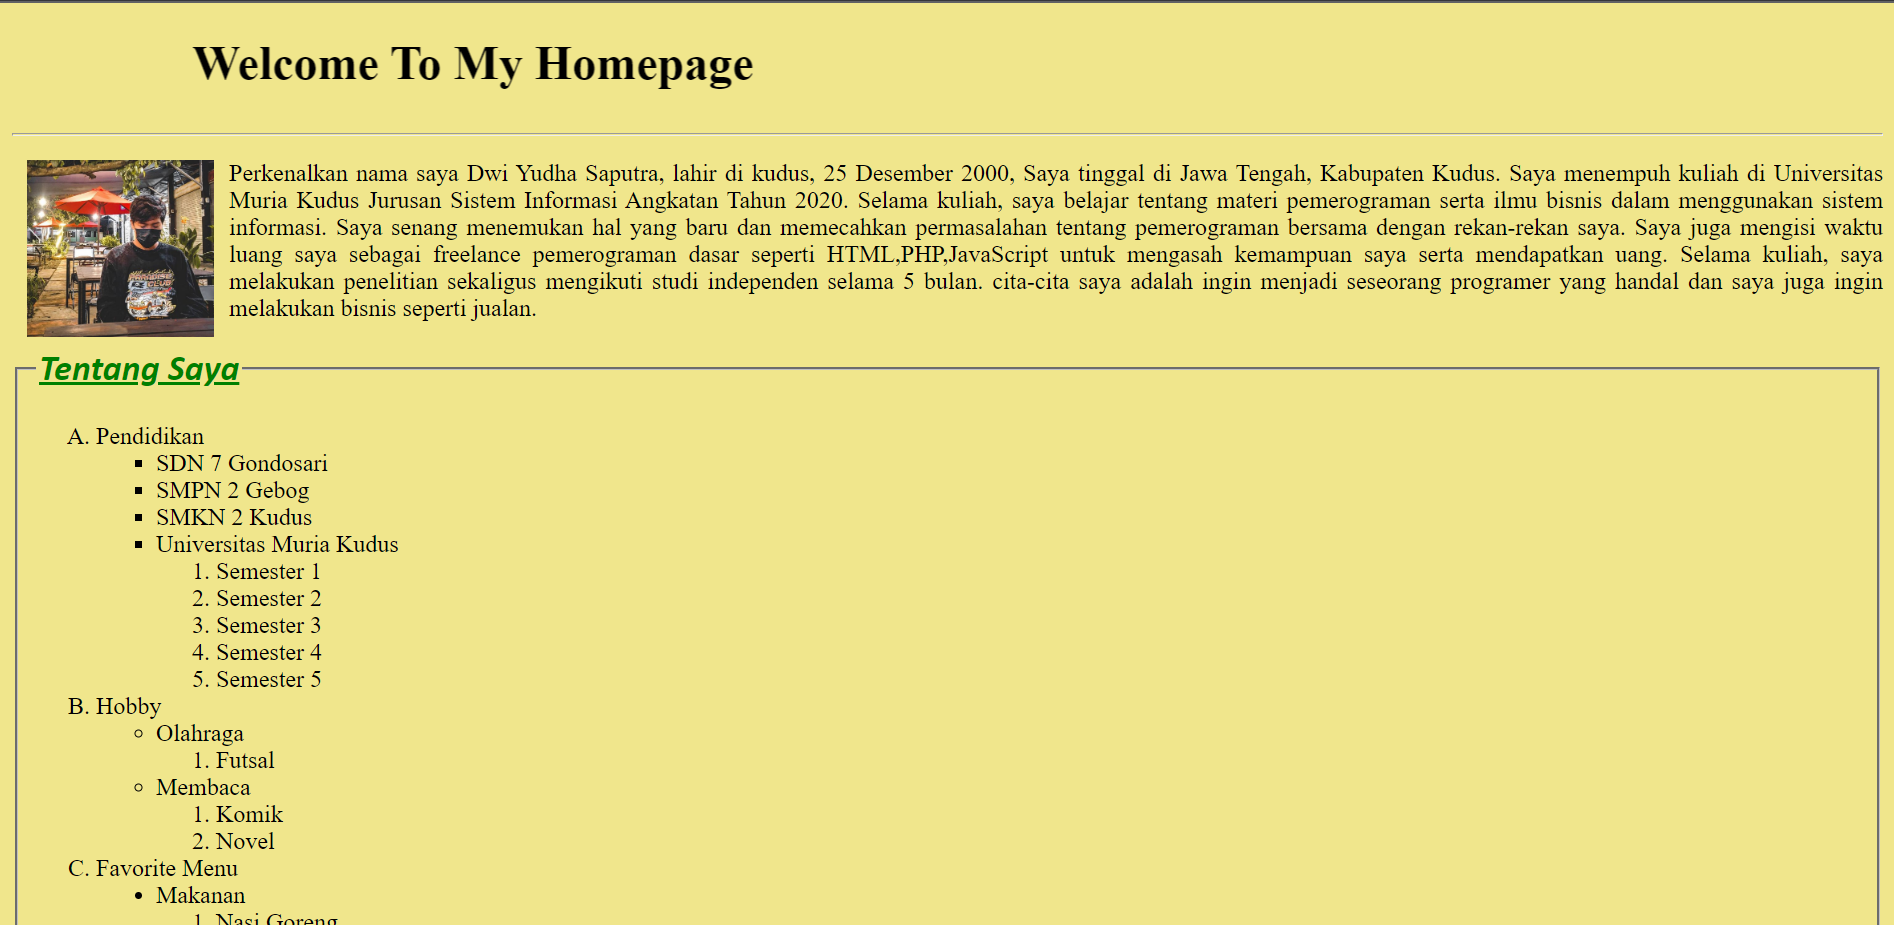 Welcome To My Homepage
Perkenalkan nama saya Dwi Yudha Saputra, lahir di kudus, 25 Desember 2000, Saya tinggal di Jawa Tengah, Kabupaten Kudus. Saya menempuh kuliah di Universitas
Muria Kudus Jurusan Sistem Informasi Angkatan Tahun 2020. Selama kuliah, saya belajar tentang materi pemerograman serta ilmu bisnis dalam menggunakan sistem
informasi. Saya senang menemukan hal yang baru dan memecahkan permasalahan tentang pemerograman bersama dengan rekan-rekan saya. Saya juga mengisi waktu
luang saya sebagai freelance pemerograman dasar seperti HTML,PHP,JavaScript untuk mengasah kemampuan saya serta mendapatkan uang. Selama kuliah, saya
melakukan penelitian sekaligus mengikuti studi independen selama 5 bulan. cita-cita saya adalah ingin menjadi seseorang programer yang handal dan saya juga ingin
melakukan bisnis seperti jualan.
Tentang Saya
A. Pendidikan
▪ SDN 7 Gondosari
▪ SMPN 2 Gebog
▪ SMKN 2 Kudus
▪ Universitas Muria Kudus
1. Semester 1
2. Semester 2
3. Semester 3
4. Semester 4
5. Semester 5
B. Hobby
◦ Olahraga
1. Futsal
◦ Membaca
1. Komik
2. Novel
C. Favorite Menu
• Makanan
1. Nasi Goreng